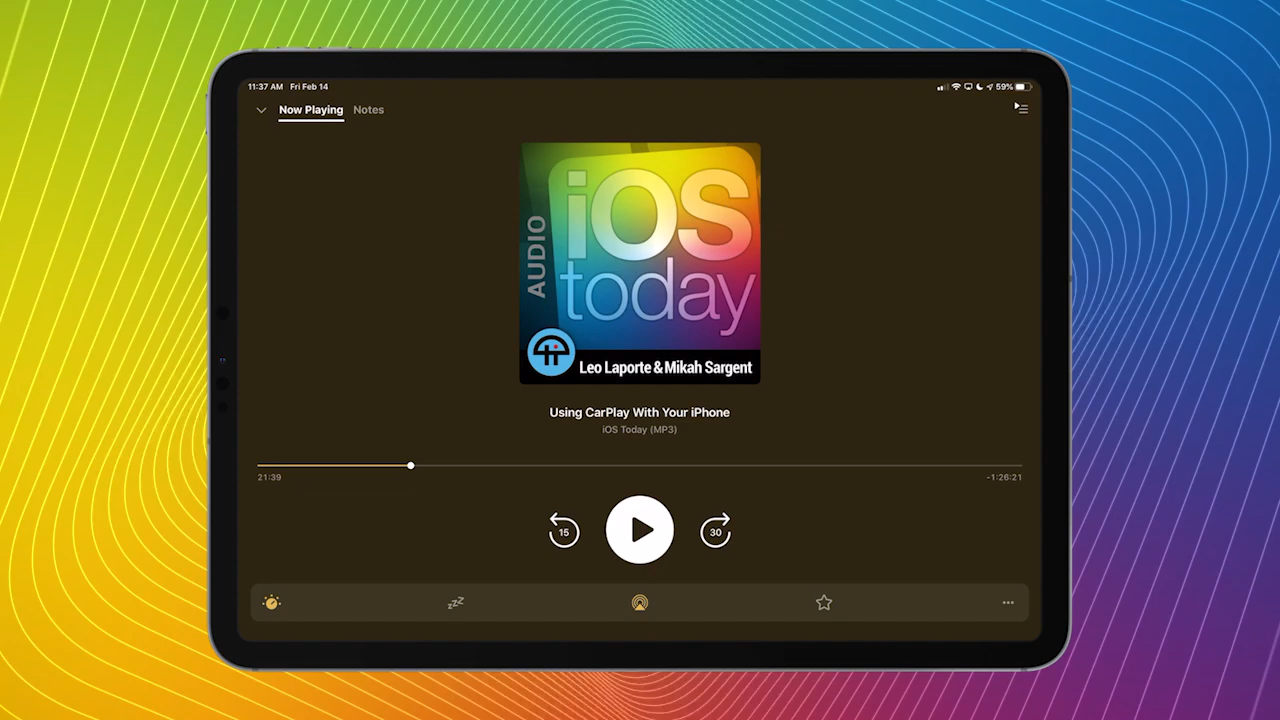 11:37 AM Fri Feb 14
59%
Now Playing Notes
AUDIO
iOS
today
Leo Laporte & Mikah Sargent
Using CarPlay With Your iPhone
iOS Today (MP3)
21:39 -1:26:21
15 30
zzz